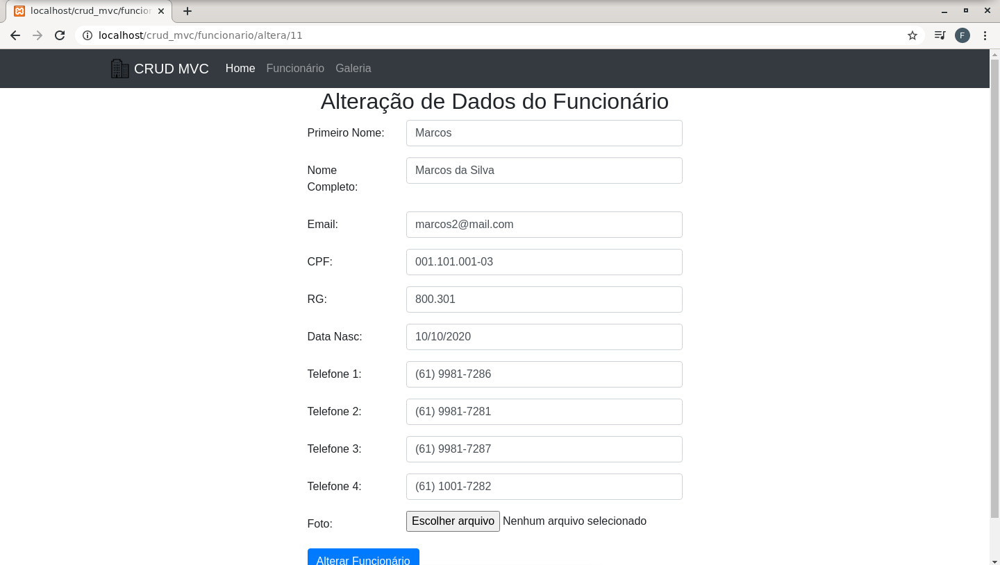 localhost/crud_mvc/funcior
localhost/crud_mvc/funcionario/altera/11
F
CRUD MVC Home Funcionário Galeria
Alteração de Dados do Funcionário
Primeiro Nome: Marcos
Nome Completo: Marcos da Silva
Email: marcos2@mail.com
CPF: 001.101.001-03
RG: 800.301
Data Nasc: 10/10/2020
Telefone 1: (61) 9981-7286
Telefone 2: (61) 9981-7281
Telefone 3: (61) 9981-7287
Telefone 4: (61) 1001-7282
Foto: Escolher arquivo Nenhum arquivo selecionado
Alterar Funcionário